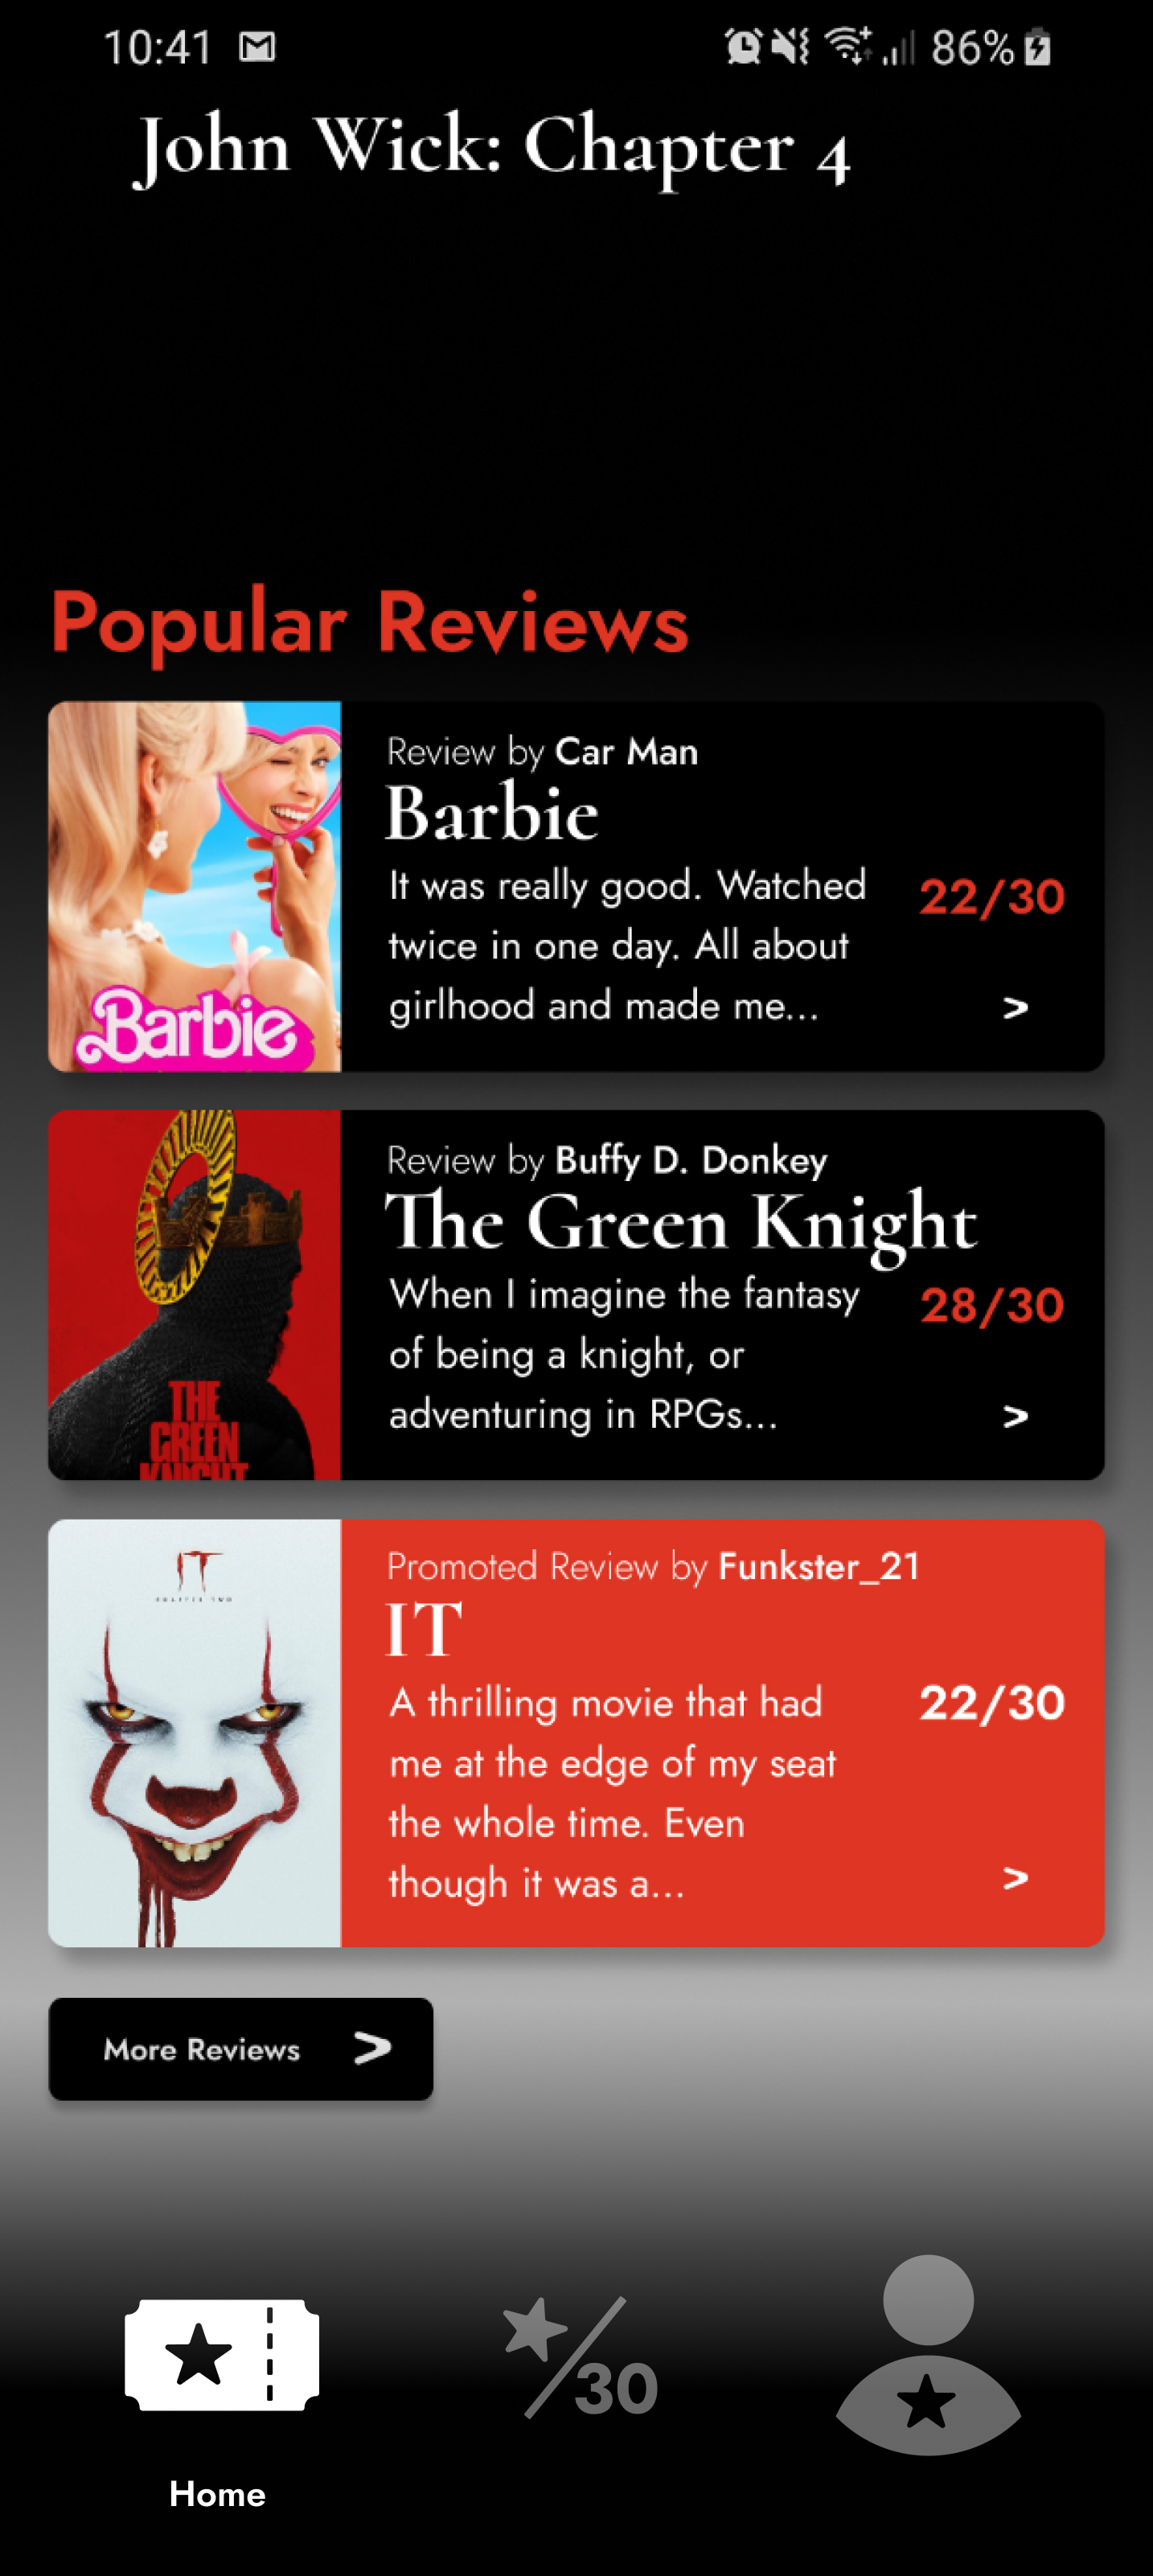 10:41
86%
John Wick: Chapter 4
Popular Reviews
Review by Car Man
Barbie
It was really good. Watched
twice in one day. All about
girlhood and made me...
22/30
>
Barbie
Review by Buffy D. Donkey
The Green Knight
When I imagine the fantasy
of being a knight, or
adventuring in RPGs...
28/30
>
THE
GREEN
KNIGHT
Promoted Review by Funkster_21
IT
A thrilling movie that had
me at the edge of my seat
the whole time. Even
though it was a...
22/30
>
IT
CHAPTER TWO
More Reviews >
/30
Home